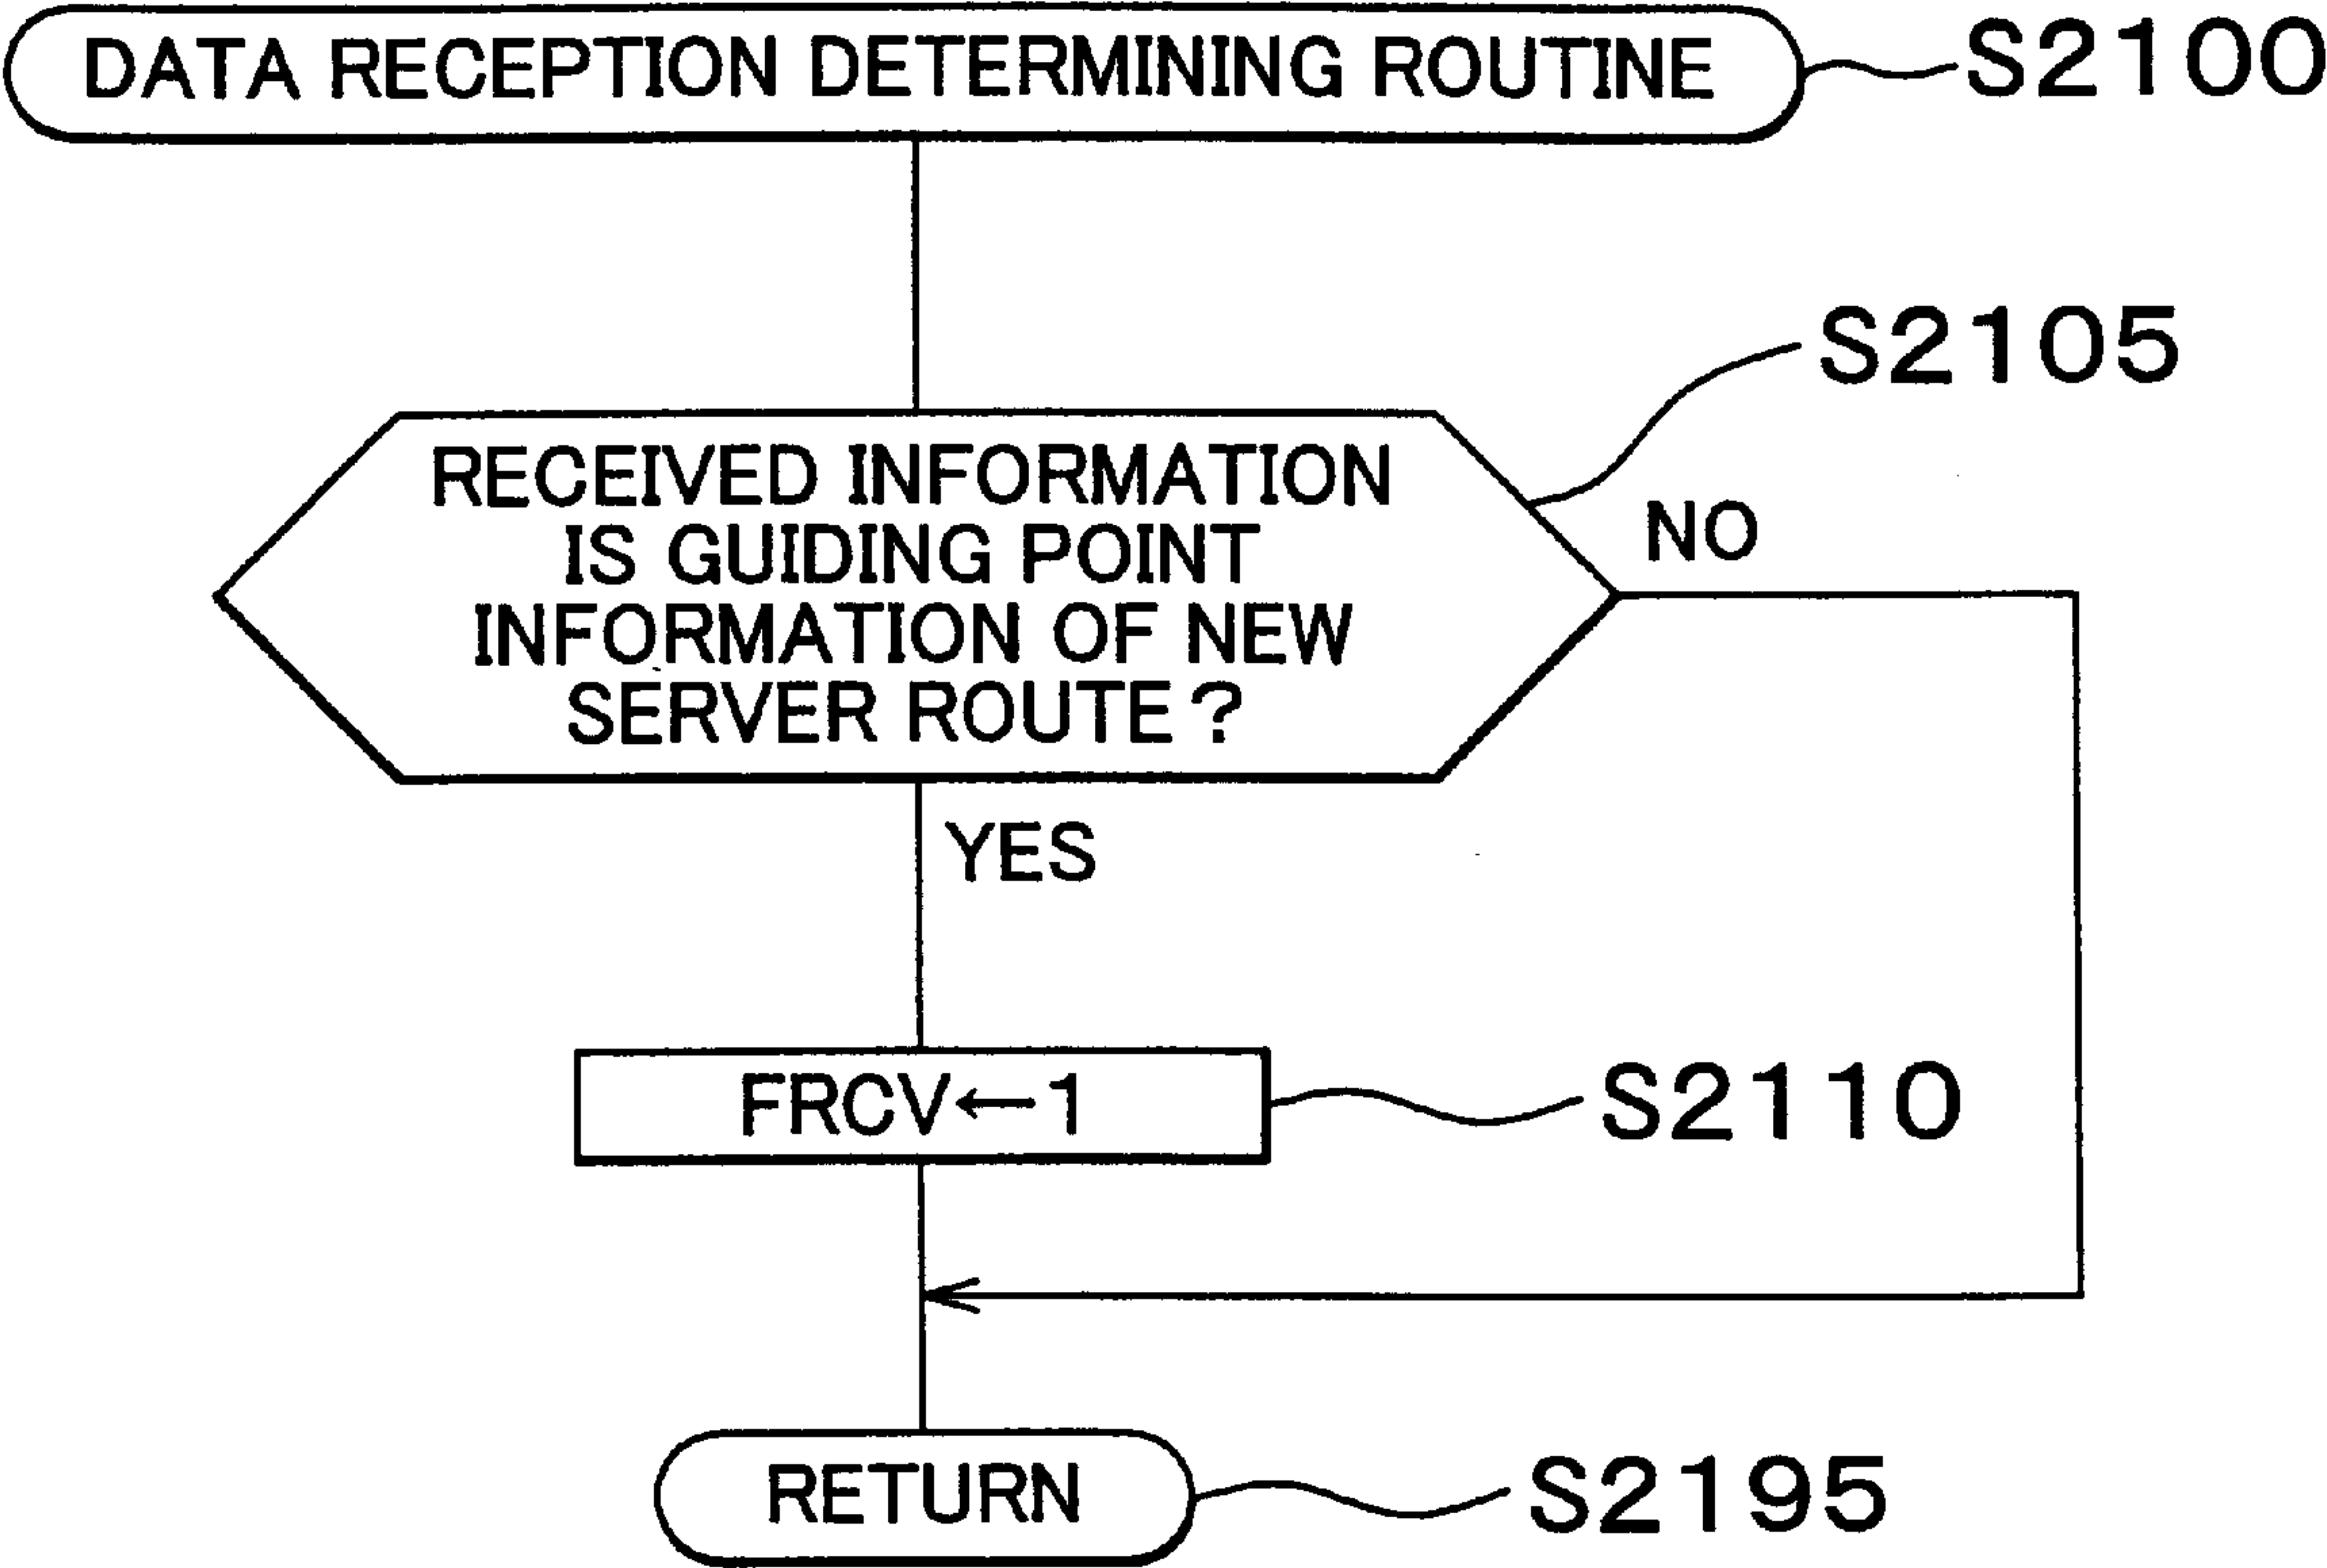 DATA RECEPTION DETERMINING ROUTINE
S2100
S2105
RECEIVED INFORMATION
IS GUIDING POINT
INFORMATION OF NEW
SERVER ROUTE?
NO
YES
FRCV←1
S2110
RETURN
S2195